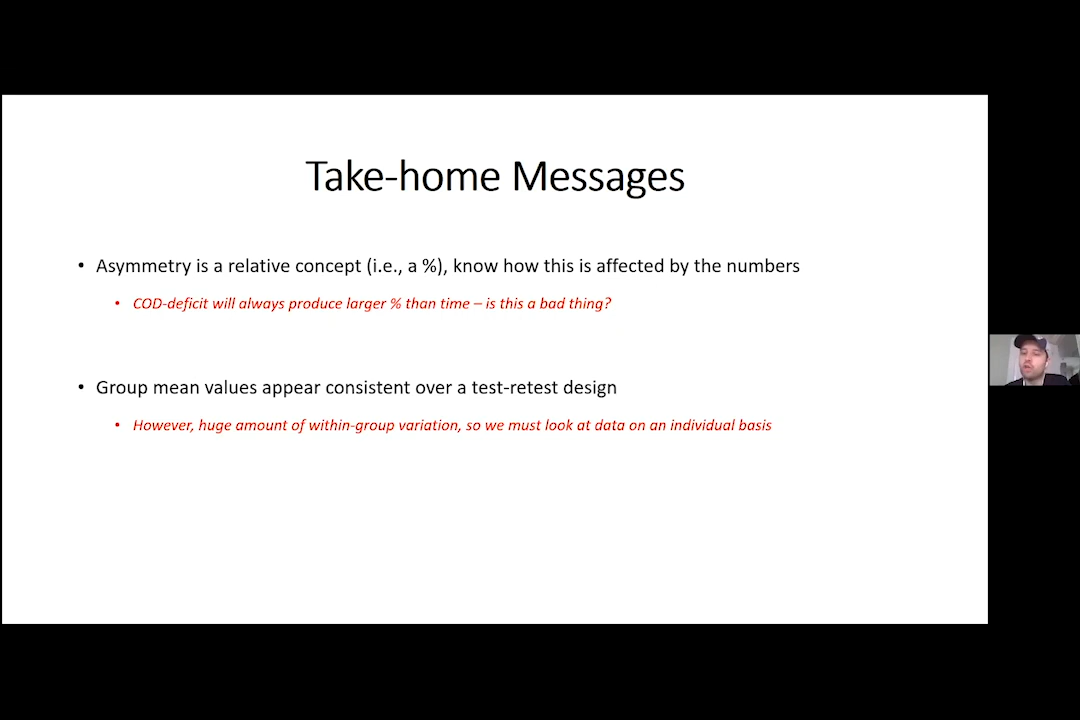 Take-home Messages
• Asymmetry is a relative concept (i.e., a %), know how this is affected by the numbers
• COD-deficit will always produce larger % than time – is this a bad thing?
• Group mean values appear consistent over a test-retest design
• However, huge amount of within-group variation, so we must look at data on an individual basis